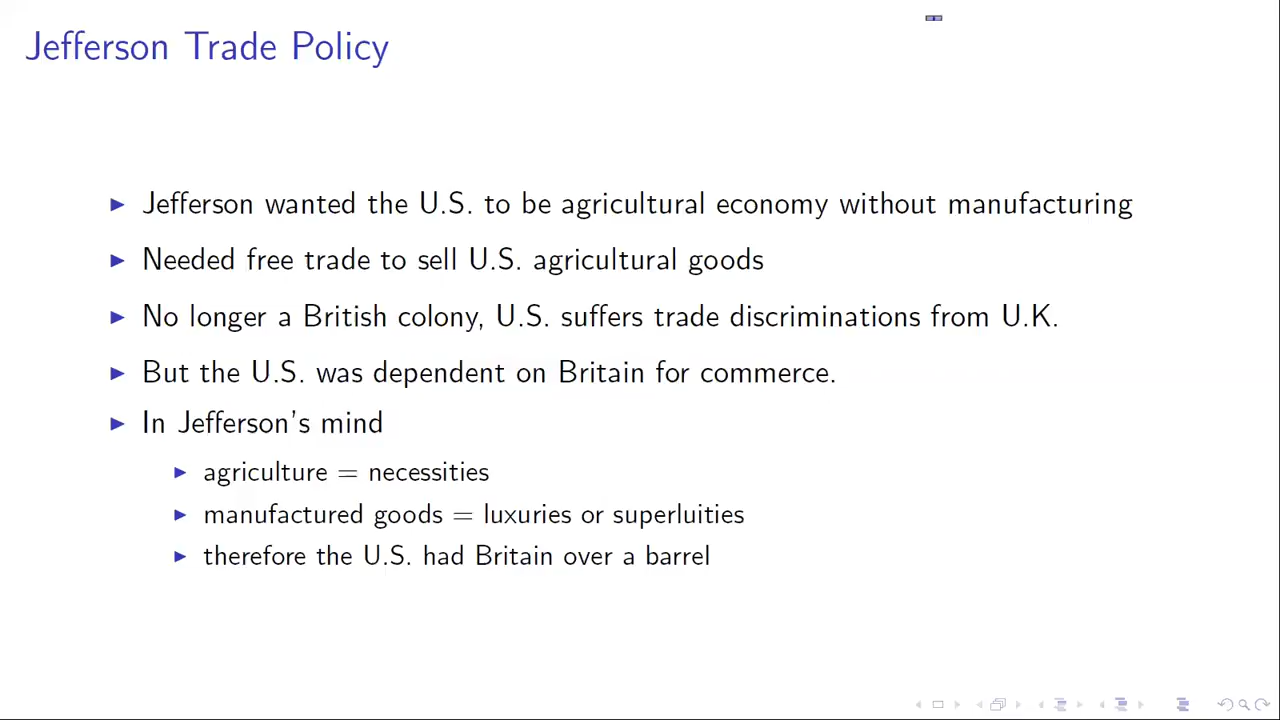 Jefferson Trade Policy
Jefferson wanted the U.S. to be agricultural economy without manufacturing
Needed free trade to sell U.S. agricultural goods
No longer a British colony, U.S. suffers trade discriminations from U.K.
But the U.S. was dependent on Britain for commerce.
In Jefferson's mind
agriculture = necessities
manufactured goods = luxuries or superluities
therefore the U.S. had Britain over a barrel